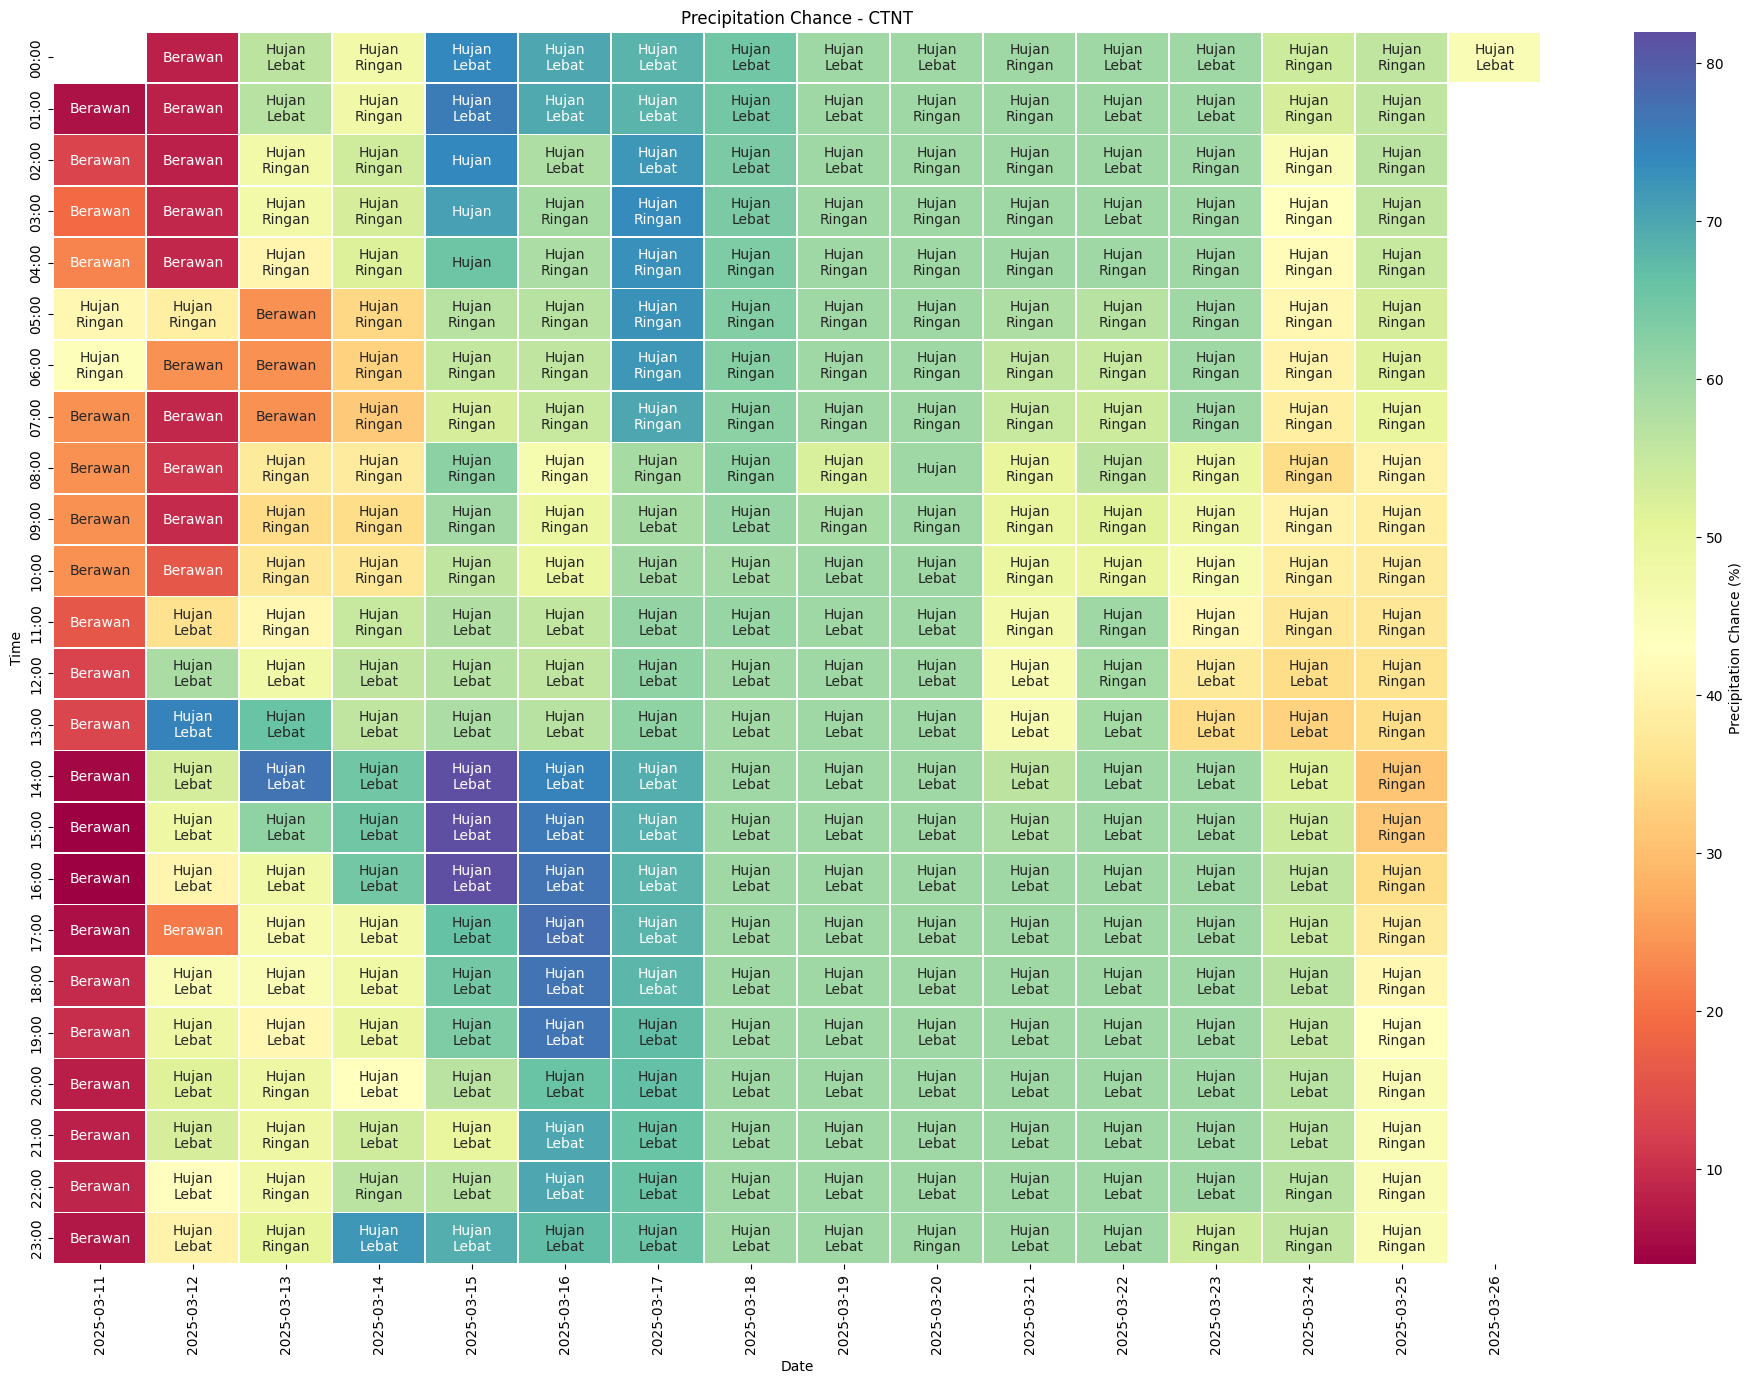 Precipitation Chance - CTNT
Time
00:00 Berawan Hujan Lebat Hujan Ringan Hujan Lebat Hujan Lebat Hujan Lebat Hujan Lebat Hujan Lebat Hujan Lebat Hujan Ringan Hujan Lebat Hujan Lebat Hujan Ringan Hujan Ringan Hujan Lebat
01:00 Berawan Berawan Hujan Lebat Hujan Ringan Hujan Lebat Hujan Lebat Hujan Lebat Hujan Lebat Hujan Lebat Hujan Ringan Hujan Ringan Hujan Lebat Hujan Lebat Hujan Ringan Hujan Ringan
02:00 Berawan Berawan Hujan Ringan Hujan Ringan Hujan Hujan Lebat Hujan Lebat Hujan Lebat Hujan Lebat Hujan Ringan Hujan Ringan Hujan Lebat Hujan Ringan Hujan Ringan Hujan Ringan
03:00 Berawan Berawan Hujan Ringan Hujan Ringan Hujan Hujan Ringan Hujan Ringan Hujan Lebat Hujan Ringan Hujan Ringan Hujan Ringan Hujan Lebat Hujan Ringan Hujan Ringan Hujan Ringan
04:00 Berawan Berawan Hujan Ringan Hujan Ringan Hujan Hujan Ringan Hujan Ringan Hujan Ringan Hujan Ringan Hujan Ringan Hujan Ringan Hujan Ringan Hujan Ringan Hujan Ringan Hujan Ringan
05:00 Hujan Ringan Hujan Ringan Berawan Hujan Ringan Hujan Ringan Hujan Ringan Hujan Ringan Hujan Ringan Hujan Ringan Hujan Ringan Hujan Ringan Hujan Ringan Hujan Ringan Hujan Ringan Hujan Ringan
06:00 Hujan Ringan Berawan Berawan Hujan Ringan Hujan Ringan Hujan Ringan Hujan Ringan Hujan Ringan Hujan Ringan Hujan Ringan Hujan Ringan Hujan Ringan Hujan Ringan Hujan Ringan Hujan Ringan
07:00 Berawan Berawan Berawan Hujan Ringan Hujan Ringan Hujan Ringan Hujan Ringan Hujan Ringan Hujan Ringan Hujan Ringan Hujan Ringan Hujan Ringan Hujan Ringan Hujan Ringan Hujan Ringan
08:00 Berawan Berawan Hujan Ringan Hujan Ringan Hujan Ringan Hujan Ringan Hujan Ringan Hujan Ringan Hujan Ringan Hujan Hujan Ringan Hujan Ringan Hujan Ringan Hujan Ringan Hujan Ringan
09:00 Berawan Berawan Hujan Ringan Hujan Ringan Hujan Ringan Hujan Ringan Hujan Lebat Hujan Lebat Hujan Ringan Hujan Ringan Hujan Ringan Hujan Ringan Hujan Ringan Hujan Ringan Hujan Ringan
10:00 Berawan Berawan Hujan Ringan Hujan Ringan Hujan Ringan Hujan Lebat Hujan Lebat Hujan Lebat Hujan Lebat Hujan Lebat Hujan Ringan Hujan Ringan Hujan Ringan Hujan Ringan Hujan Ringan
11:00 Berawan Hujan Lebat Hujan Ringan Hujan Ringan Hujan Lebat Hujan Lebat Hujan Lebat Hujan Lebat Hujan Lebat Hujan Lebat Hujan Ringan Hujan Ringan Hujan Ringan Hujan Ringan Hujan Ringan
12:00 Berawan Hujan Lebat Hujan Lebat Hujan Lebat Hujan Lebat Hujan Lebat Hujan Lebat Hujan Lebat Hujan Lebat Hujan Lebat Hujan Lebat Hujan Ringan Hujan Lebat Hujan Lebat Hujan Ringan
13:00 Berawan Hujan Lebat Hujan Lebat Hujan Lebat Hujan Lebat Hujan Lebat Hujan Lebat Hujan Lebat Hujan Lebat Hujan Lebat Hujan Lebat Hujan Lebat Hujan Lebat Hujan Lebat Hujan Ringan
14:00 Berawan Hujan Lebat Hujan Lebat Hujan Lebat Hujan Lebat Hujan Lebat Hujan Lebat Hujan Lebat Hujan Lebat Hujan Lebat Hujan Lebat Hujan Lebat Hujan Lebat Hujan Lebat Hujan Ringan
15:00 Berawan Hujan Lebat Hujan Lebat Hujan Lebat Hujan Lebat Hujan Lebat Hujan Lebat Hujan Lebat Hujan Lebat Hujan Lebat Hujan Lebat Hujan Lebat Hujan Lebat Hujan Lebat Hujan Ringan
16:00 Berawan Hujan Lebat Hujan Lebat Hujan Lebat Hujan Lebat Hujan Lebat Hujan Lebat Hujan Lebat Hujan Lebat Hujan Lebat Hujan Lebat Hujan Lebat Hujan Lebat Hujan Lebat Hujan Ringan
17:00 Berawan Berawan Hujan Lebat Hujan Lebat Hujan Lebat Hujan Lebat Hujan Lebat Hujan Lebat Hujan Lebat Hujan Lebat Hujan Lebat Hujan Lebat Hujan Lebat Hujan Lebat Hujan Ringan
18:00 Berawan Hujan Lebat Hujan Lebat Hujan Lebat Hujan Lebat Hujan Lebat Hujan Lebat Hujan Lebat Hujan Lebat Hujan Lebat Hujan Lebat Hujan Lebat Hujan Lebat Hujan Lebat Hujan Ringan
19:00 Berawan Hujan Lebat Hujan Lebat Hujan Lebat Hujan Lebat Hujan Lebat Hujan Lebat Hujan Lebat Hujan Lebat Hujan Lebat Hujan Lebat Hujan Lebat Hujan Lebat Hujan Lebat Hujan Ringan
20:00 Berawan Hujan Lebat Hujan Ringan Hujan Lebat Hujan Lebat Hujan Lebat Hujan Lebat Hujan Lebat Hujan Lebat Hujan Lebat Hujan Lebat Hujan Lebat Hujan Lebat Hujan Lebat Hujan Ringan
21:00 Berawan Hujan Lebat Hujan Ringan Hujan Lebat Hujan Lebat Hujan Lebat Hujan Lebat Hujan Lebat Hujan Lebat Hujan Lebat Hujan Lebat Hujan Lebat Hujan Lebat Hujan Lebat Hujan Ringan
22:00 Berawan Hujan Lebat Hujan Ringan Hujan Ringan Hujan Lebat Hujan Lebat Hujan Lebat Hujan Lebat Hujan Lebat Hujan Lebat Hujan Lebat Hujan Lebat Hujan Lebat Hujan Ringan Hujan Ringan
23:00 Berawan Hujan Lebat Hujan Ringan Hujan Lebat Hujan Lebat Hujan Lebat Hujan Lebat Hujan Lebat Hujan Lebat Hujan Ringan Hujan Lebat Hujan Lebat Hujan Ringan Hujan Ringan Hujan Ringan
2025-03-11 2025-03-12 2025-03-13 2025-03-14 2025-03-15 2025-03-16 2025-03-17 2025-03-18 2025-03-19 2025-03-20 2025-03-21 2025-03-22 2025-03-23 2025-03-24 2025-03-25 2025-03-26
Date
80
70
60
50
40
30
20
10
Precipitation Chance (%)